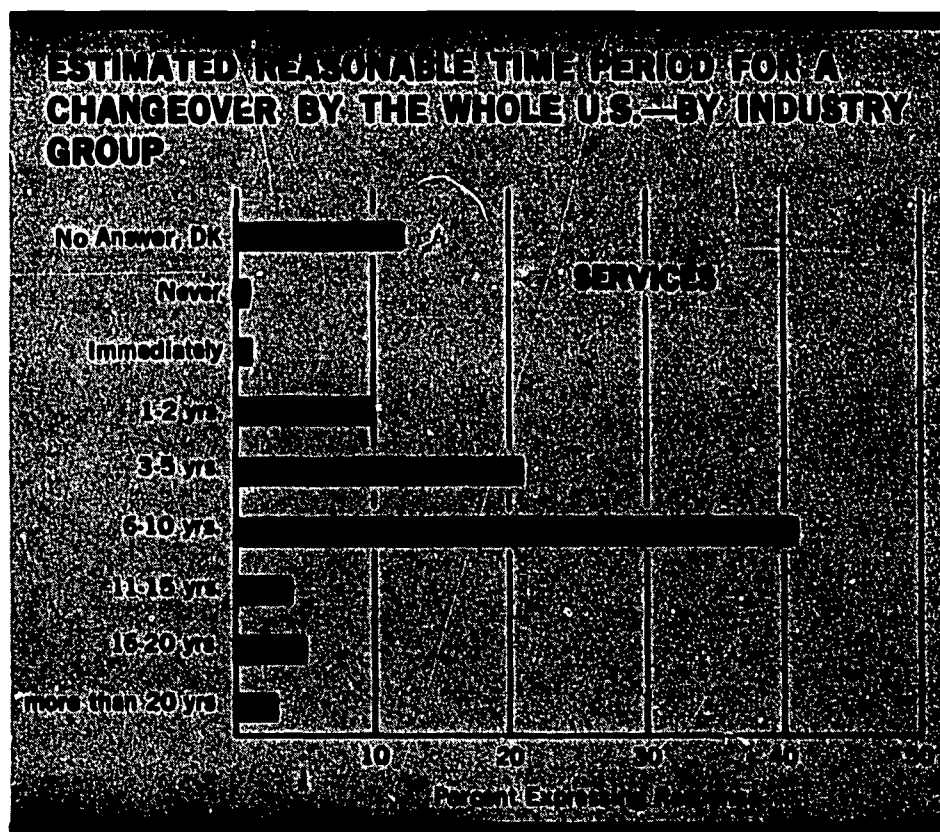 ESTIMATED REASONABLE TIME PERIOD FOR A
CHANGEOVER BY THE WHOLE U.S.—BY INDUSTRY
GROUP
No Answer, DK
SERVICES
Never
Immediately
1-2 yrs.
3-5 yrs.
6-10 yrs.
11-15 yrs.
16-20 yrs.
more than 20 yrs
10 20 30 40 50
Percent Expressing